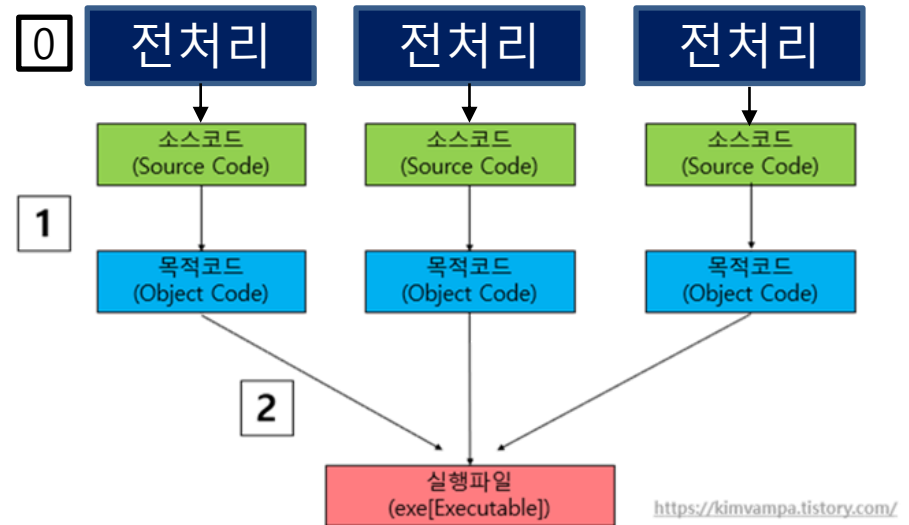 0
전처리
전처리
전처리
소스코드
(Source Code)
소스코드
(Source Code)
소스코드
(Source Code)
1
목적코드
(Object Code)
목적코드
(Object Code)
목적코드
(Object Code)
2
실행파일
(exe[Executable])
https://kimvampa.tistory.com/